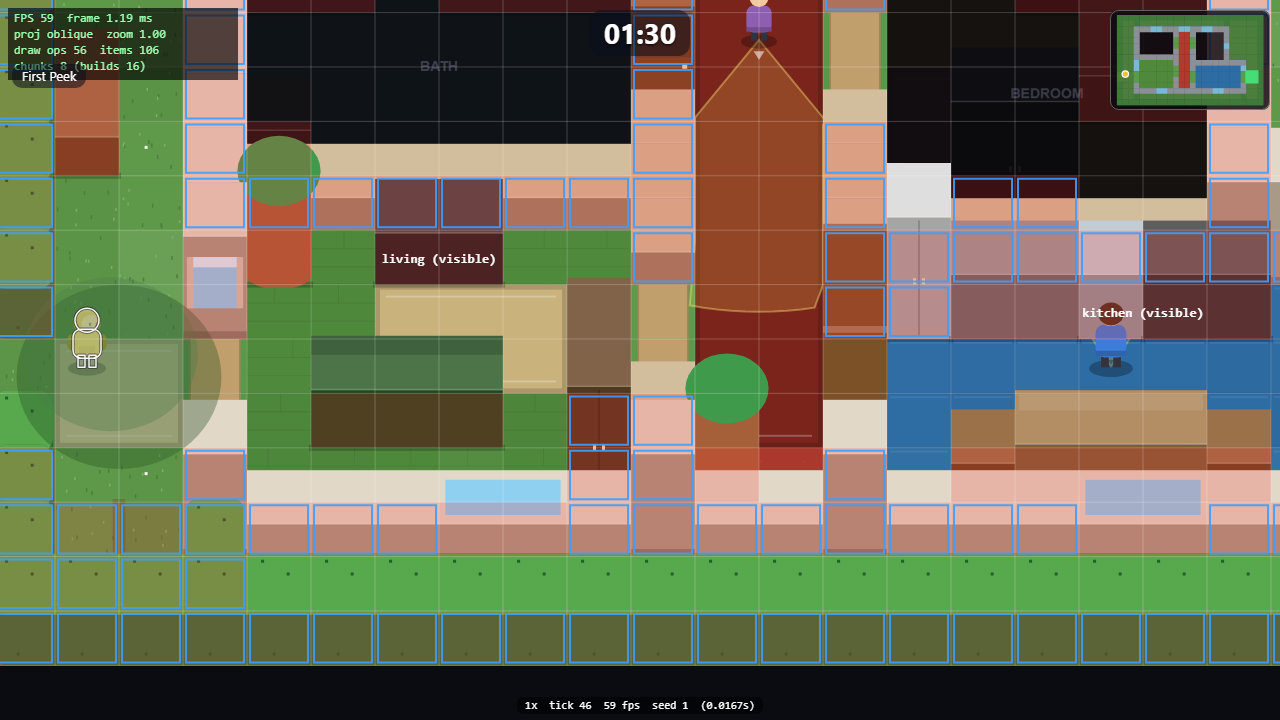 FPS 59 frame 1.19 ms
proj oblique zoom 1.00
draw ops 56 items 106
chunks 8 (builds 16)
First Peek
01:30
BATH
BEDROOM
living (visible)
kitchen (visible)
1x tick 46 59 fps seed 1 (0.0167s)